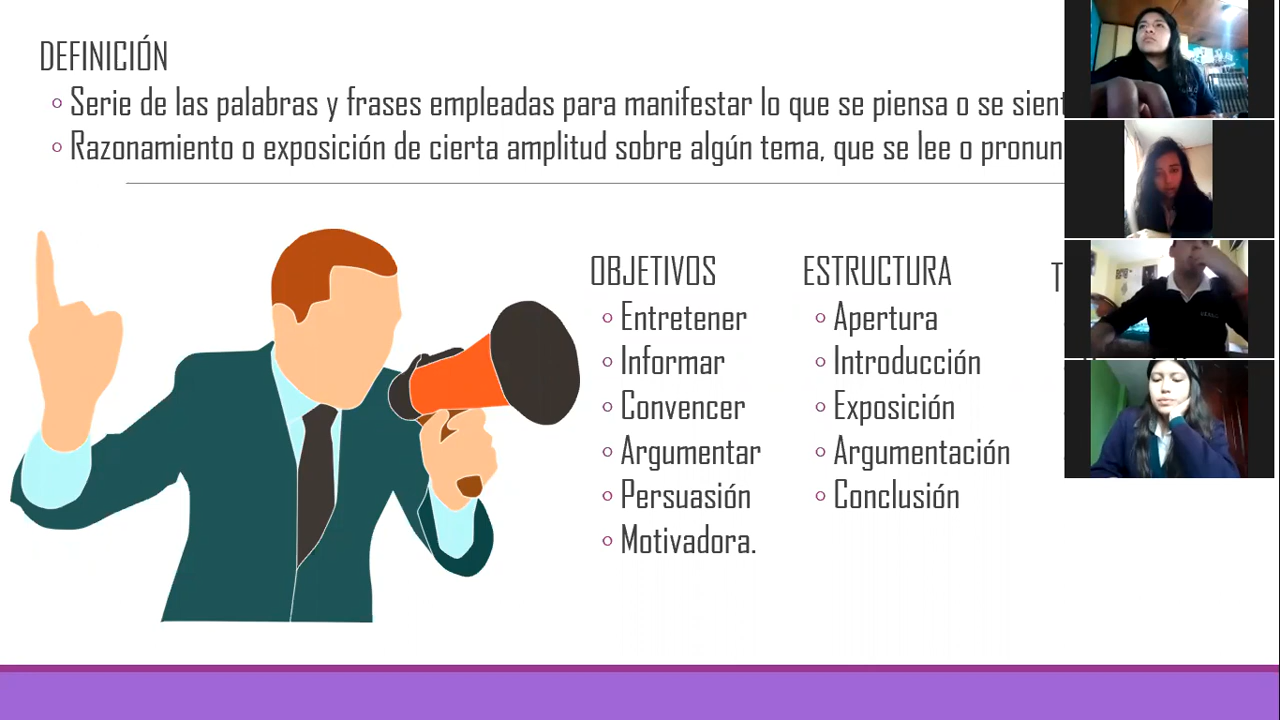 DEFINICIÓN
◦ Serie de las palabras y frases empleadas para manifestar lo que se piensa o se
◦ Razonamiento o exposición de cierta amplitud sobre algún tema, que se lee o
OBJETIVOS
◦ Entretener
◦ Informar
◦ Convencer
◦ Argumentar
◦ Persuasión
◦ Motivadora.
ESTRUCTURA
◦ Apertura
◦ Introducción
◦ Exposición
◦ Argumentación
◦ Conclusión